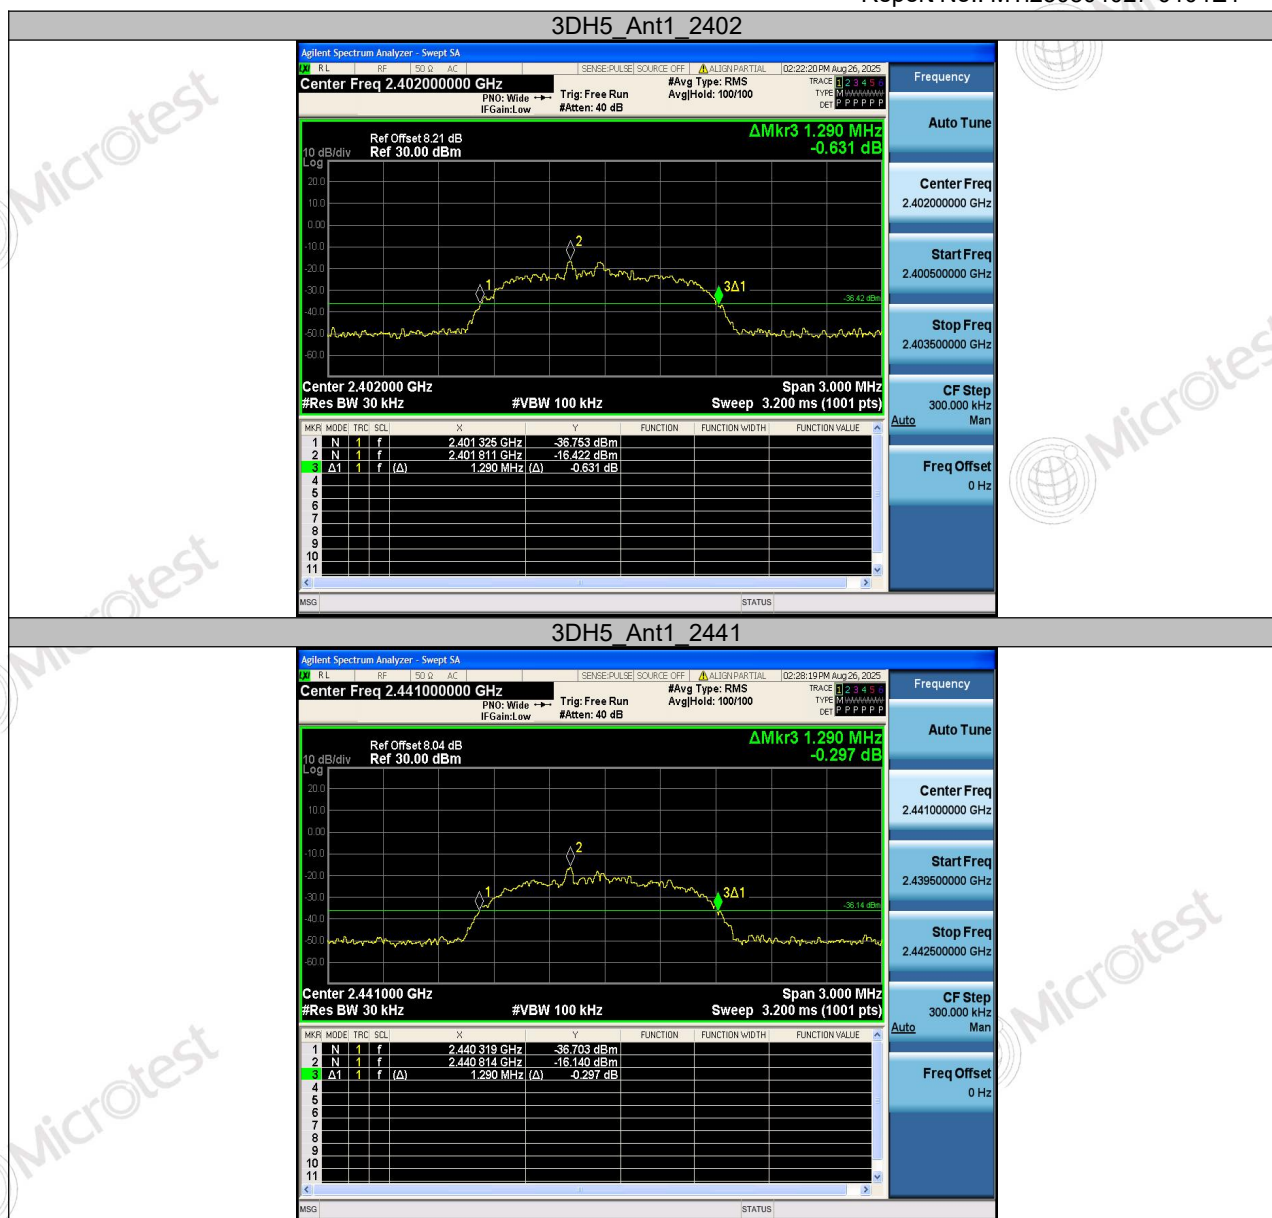 3DH5_Ant1_2402
Agilent Spectrum Analyzer - Swept SA
RL RF 50 Ω AC SENSE:PULSE SOURCE OFF ALIGNPARTIAL 02:22:20 PM Aug 26, 2025
Center Freq 2.402000000 GHz
PNO: Wide
IFGain:Low
Trig: Free Run
#Atten: 40 dB
#Avg Type: RMS
Avg|Hold: 100/100
TRACE 1 2 3 4 5 6
TYPE M
DET P P P P P P
Ref Offset 8.21 dB
10 dB/div Ref 30.00 dBm
Log
ΔMkr3 1.290 MHz
-0.631 dB
20.0
10.0
0.00
-10.0
-20.0
-30.0
-40.0
-50.0
-60.0
1
2
3Δ1
-36.42 dBm
Center 2.402000 GHz Span 3.000 MHz
#Res BW 30 kHz #VBW 100 kHz Sweep 3.200 ms (1001 pts)
MKR MODE TRC SCL X Y FUNCTION FUNCTION WIDTH FUNCTION VALUE
1 N 1 f 2.401 325 GHz -36.753 dBm
2 N 1 f 2.401 811 GHz -16.422 dBm
3 Δ1 1 f (Δ) 1.290 MHz (Δ) -0.631 dB
4
5
6
7
8
9
10
11
MSG STATUS
Frequency
Auto Tune
Center Freq
2.402000000 GHz
Start Freq
2.400500000 GHz
Stop Freq
2.403500000 GHz
CF Step
300.000 kHz
Auto Man
Freq Offset
0 Hz
3DH5_Ant1_2441
Agilent Spectrum Analyzer - Swept SA
RL RF 50 Ω AC SENSE:PULSE SOURCE OFF ALIGNPARTIAL 02:28:19 PM Aug 26, 2025
Center Freq 2.441000000 GHz
PNO: Wide
IFGain:Low
Trig: Free Run
#Atten: 40 dB
#Avg Type: RMS
Avg|Hold: 100/100
TRACE 1 2 3 4 5 6
TYPE M
DET P P P P P P
Ref Offset 8.04 dB
10 dB/div Ref 30.00 dBm
Log
ΔMkr3 1.290 MHz
-0.297 dB
20.0
10.0
0.00
-10.0
-20.0
-30.0
-40.0
-50.0
-60.0
1
2
3Δ1
-36.14 dBm
Center 2.441000 GHz Span 3.000 MHz
#Res BW 30 kHz #VBW 100 kHz Sweep 3.200 ms (1001 pts)
MKR MODE TRC SCL X Y FUNCTION FUNCTION WIDTH FUNCTION VALUE
1 N 1 f 2.440 319 GHz -36.703 dBm
2 N 1 f 2.440 814 GHz -16.140 dBm
3 Δ1 1 f (Δ) 1.290 MHz (Δ) -0.297 dB
4
5
6
7
8
9
10
11
MSG STATUS
Frequency
Auto Tune
Center Freq
2.441000000 GHz
Start Freq
2.439500000 GHz
Stop Freq
2.442500000 GHz
CF Step
300.000 kHz
Auto Man
Freq Offset
0 Hz
Microtest
Microtest
Microtest
Microtest